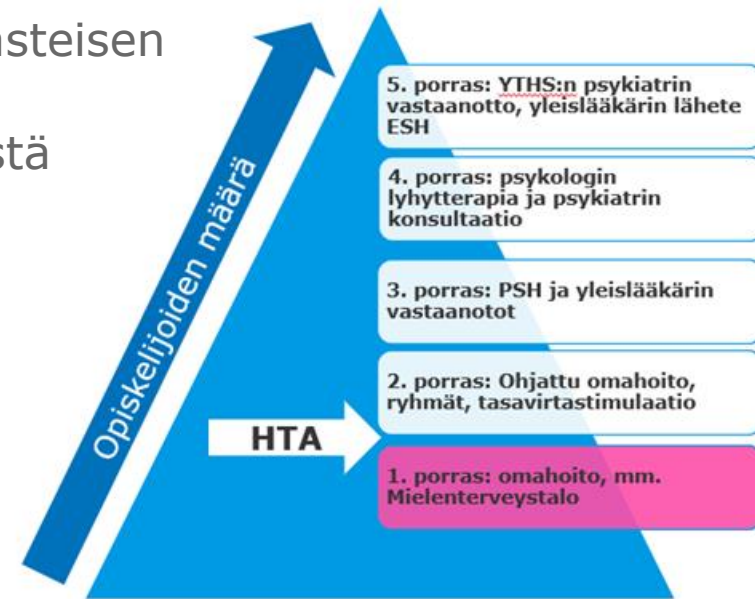 asteisen
stä
Opiskelijoiden määrä
HTA
5. porras: YTHS:n psykiatrin
vastaanotto, yleislääkärin lähete
ESH
4. porras: psykologin
lyhytterapia ja psykiatrin
konsultaatio
3. porras: PSH ja yleislääkärin
vastaanotot
2. porras: Ohjattu omahoito,
ryhmät, tasavirtastimulaatio
1. porras: omahoito, mm.
Mielenterveystalo